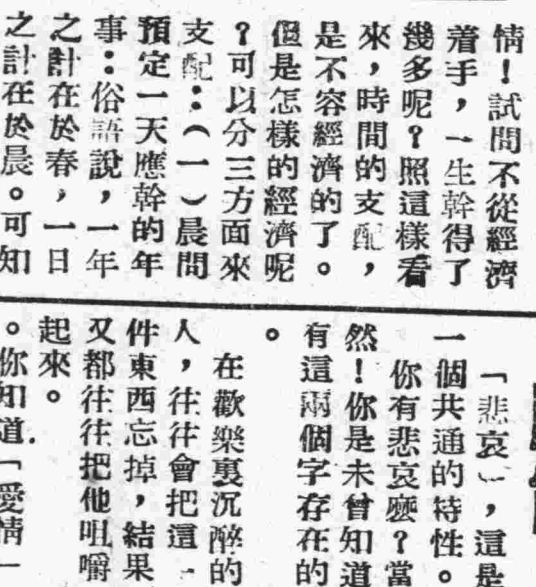 情！試問不從經濟
着手，一生幹得了
幾多呢？照這樣看
來，時間的支配，
是不容經濟的了。
但是怎樣的經濟呢
？可以分三方面來
支配：（一）晨間
預定一天應幹的年
事：俗語說，一年
之計在於春，一日
之計在於晨。可知
「悲哀」，這是
一個共通的特性。
你有悲哀麼？當
然！你是未曾知道
有這兩個字存在的
。
在歡樂裏沉醉的
人，往往會把這一
件東西忘掉，結果
又都往往把他咀嚼
起來。
。你知道「愛情一